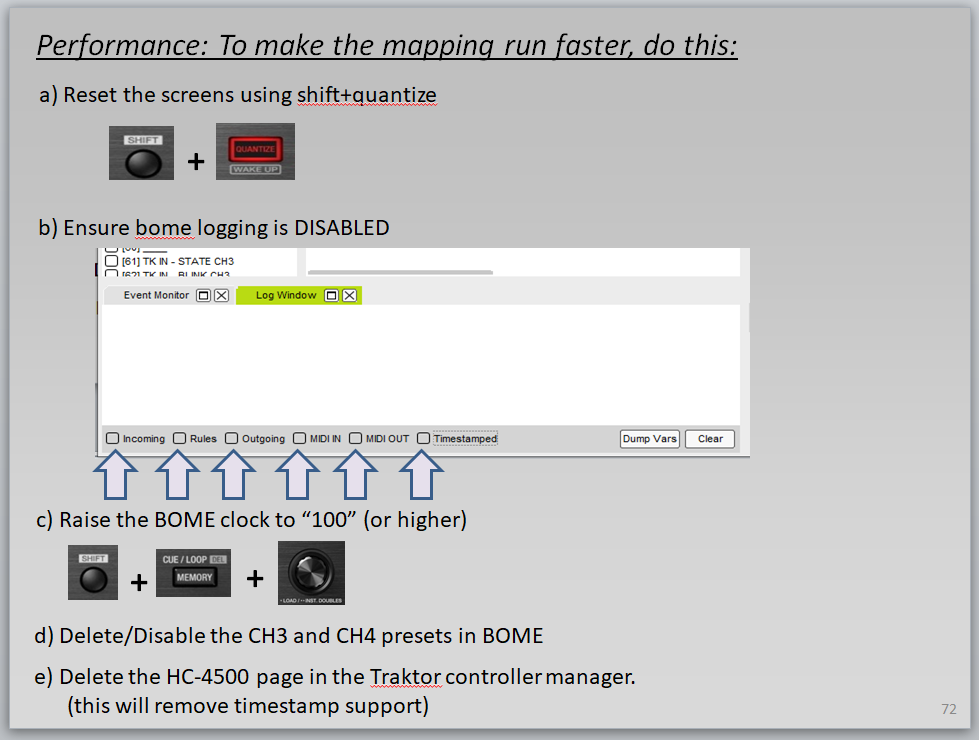 Performance: To make the mapping run faster, do this:
a) Reset the screens using shift+quantize
SHIFT
+
QUANTIZE
WAKE UP
b) Ensure bome logging is DISABLED
[61] TK IN - STATE CH3
[62] TK IN - BLINK CH3
Event Monitor
Log Window
Incoming Rules Outgoing MIDI IN MIDI OUT Timestamped Dump Vars Clear
c) Raise the BOME clock to “100” (or higher)
SHIFT
+
CUE / LOOP DEL
MEMORY
+
• LOAD / •• INST. DOUBLES
d) Delete/Disable the CH3 and CH4 presets in BOME
e) Delete the HC-4500 page in the Traktor controller manager.
(this will remove timestamp support)
72